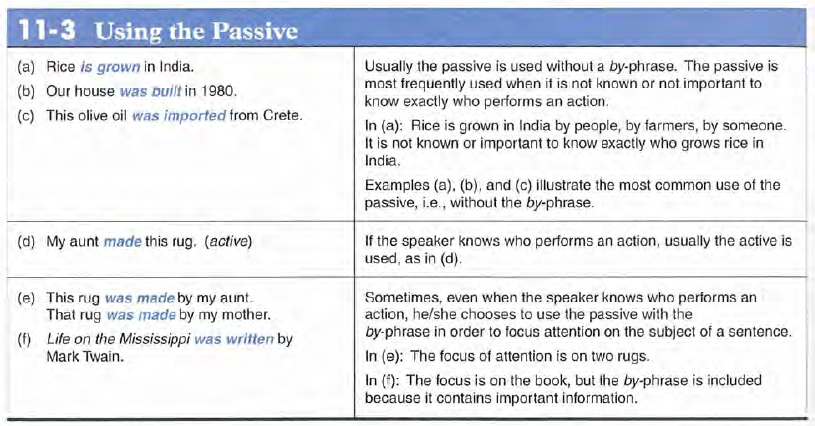 11-3 Using the Passive
(a) Rice is grown in India.
(b) Our house was built in 1980.
(c) This olive oil was imported from Crete.
Usually the passive is used without a by-phrase. The passive is
most frequently used when it is not known or not important to
know exactly who performs an action.
In (a): Rice is grown in India by people, by farmers, by someone.
It is not known or important to know exactly who grows rice in
India.
Examples (a), (b), and (c) illustrate the most common use of the
passive, i.e., without the by-phrase.
(d) My aunt made this rug. (active)
If the speaker knows who performs an action, usually the active is
used, as in (d).
(e) This rug was made by my aunt.
That rug was made by my mother.
(f) Life on the Mississippi was written by
Mark Twain.
Sometimes, even when the speaker knows who performs an
action, he/she chooses to use the passive with the
by-phrase in order to focus attention on the subject of a sentence.
In (e): The focus of attention is on two rugs.
In (f): The focus is on the book, but the by-phrase is included
because it contains important information.